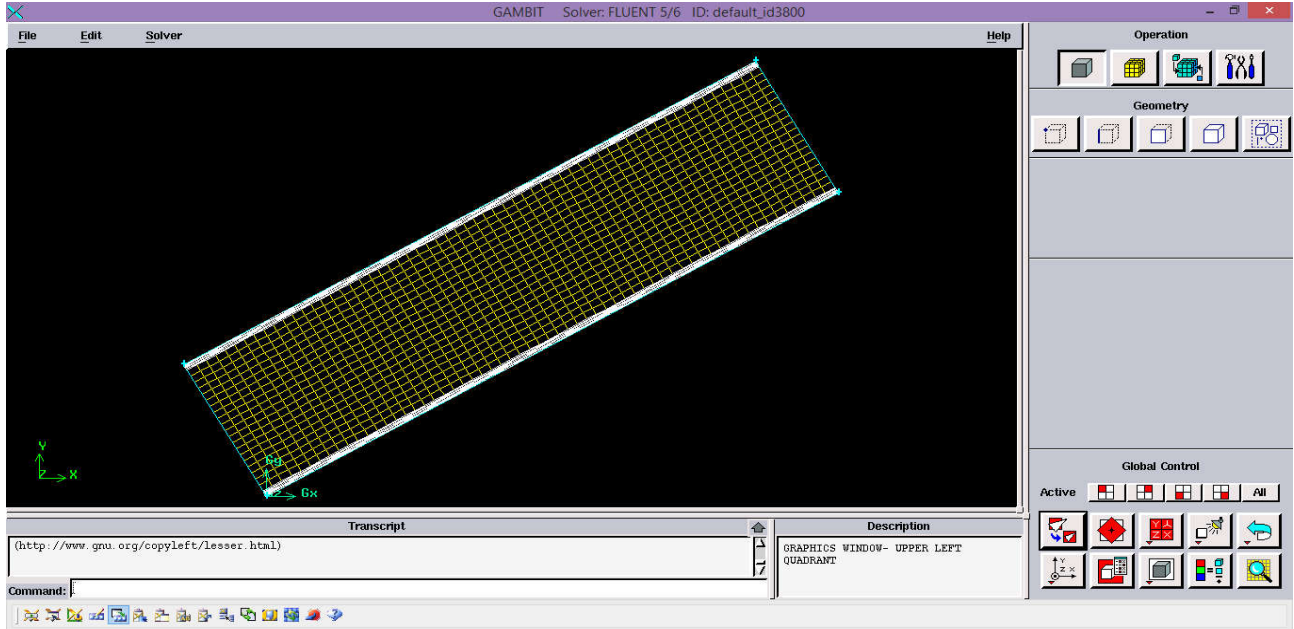 GAMBIT Solver: FLUENT 5/6 ID: default_id3800
File Edit Solver Help
Operation
Geometry
Y
Z X
Gy
Gx
Global Control
Active All
Transcript
(http://www.gnu.org/copyleft/lesser.html)
Command:
Description
GRAPHICS WINDOW- UPPER LEFT
QUADRANT